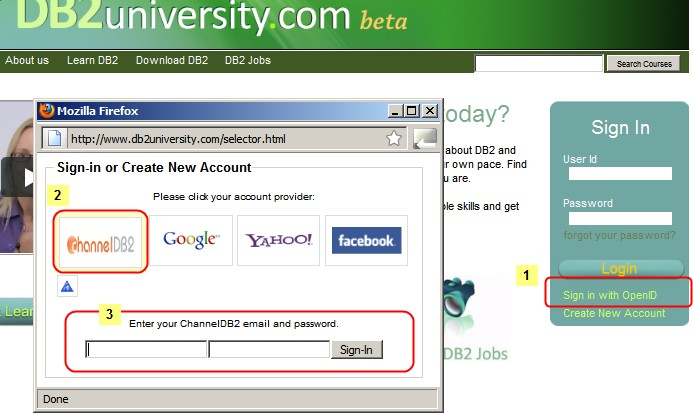 DB2university.com beta
About us Learn DB2 Download DB2 DB2 Jobs
Search Courses
Mozilla Firefox
http://www.db2university.com/selector.html
Sign-in or Create New Account
2
Please click your account provider:
ChannelDB2
Google
YAHOO!
facebook
3
Enter your ChannelDB2 email and password.
Sign-In
Done
oday?
about DB2 and
ur own pace. Find
u are.
ble skills and get
DB2 Jobs
t Lear
Sign In
User Id
Password
forgot your password?
Login
1
Sign in with OpenID
Create New Account